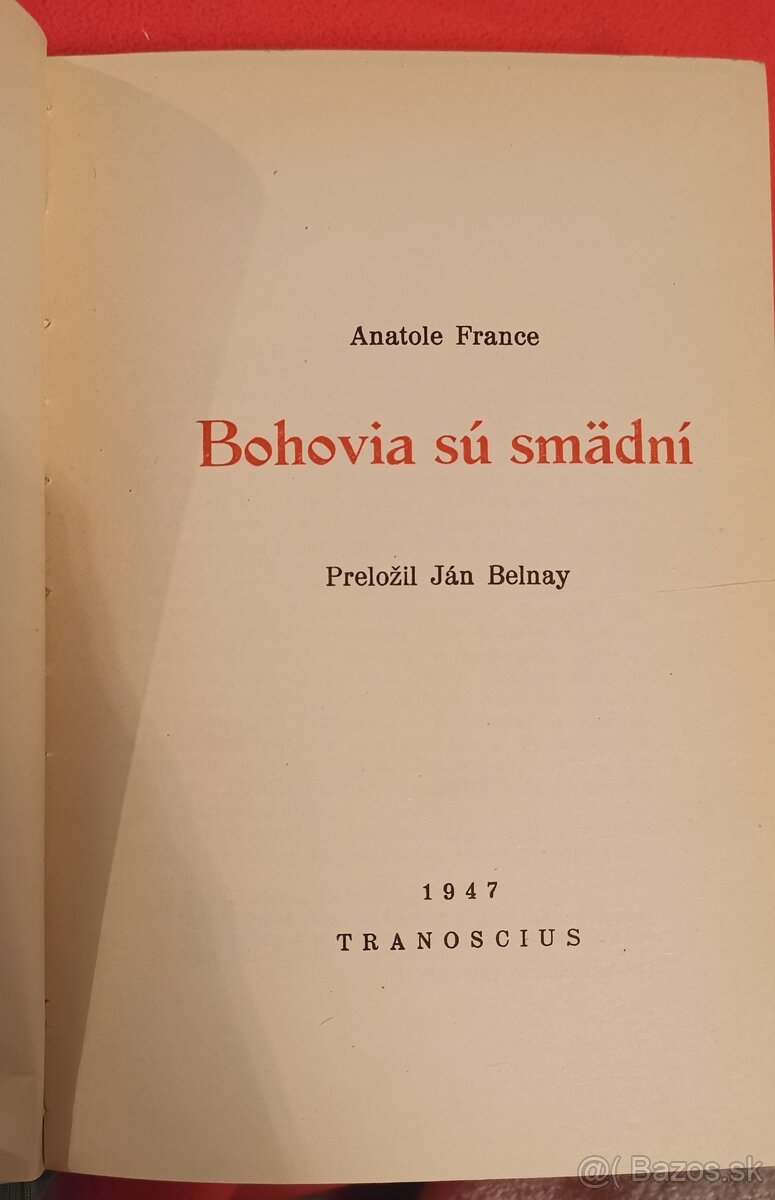 Anatole France
Bohovia sú smädní
Preložil Ján Belnay
1947
TRANOSCIUS
@( Bazos.sk